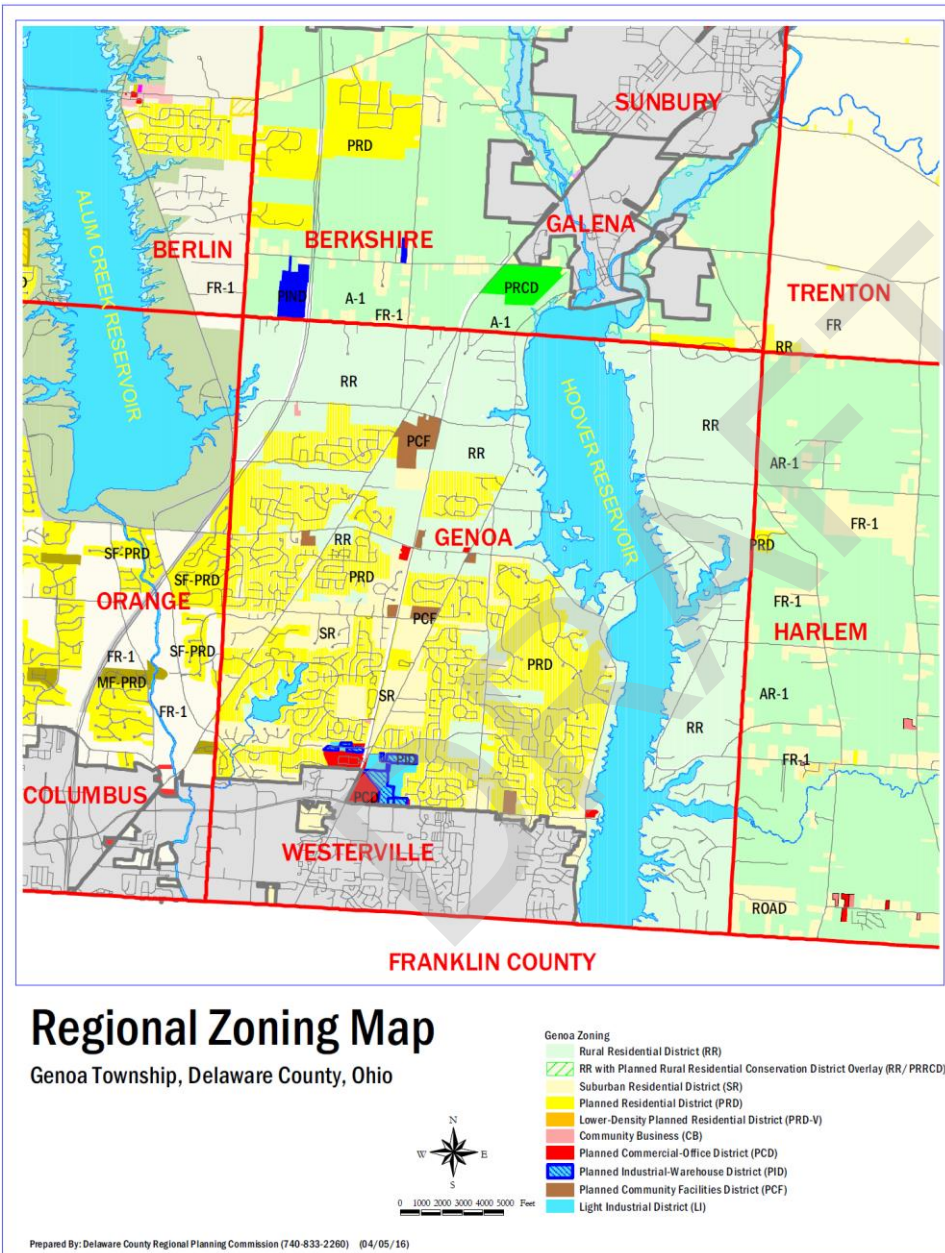 SUNBURY
PRD
ALUM CREEK RESERVOIR
BERLIN
BERKSHIRE
GALENA
FR-1
PIND
A-1
FR-1
PRCD
A-1
TRENTON
FR
RR
RR
HOOVER RESERVOIR
RR
PCF
RR
AR-1
FR-1
RR
GENOA
PRD
SF-PRD
SF-PRD
PRD
ORANGE
PCF
FR-1
HARLEM
SR
PRD
FR-1
SF-PRD
MF-PRD
SR
AR-1
FR-1
RR
FR-1
PID
COLUMBUS
PCD
WESTERVILLE
ROAD
FRANKLIN COUNTY
DRAFT
Regional Zoning Map
Genoa Township, Delaware County, Ohio
Genoa Zoning
Rural Residential District (RR)
RR with Planned Rural Residential Conservation District Overlay (RR/PRRCD)
Suburban Residential District (SR)
Planned Residential District (PRD)
Lower-Density Planned Residential District (PRD-V)
Community Business (CB)
Planned Commercial-Office District (PCD)
Planned Industrial-Warehouse District (PID)
Planned Community Facilities District (PCF)
Light Industrial District (LI)
N
W E
S
0 1000 2000 3000 4000 5000 Feet
Prepared By: Delaware County Regional Planning Commission (740-833-2260) (04/05/16)